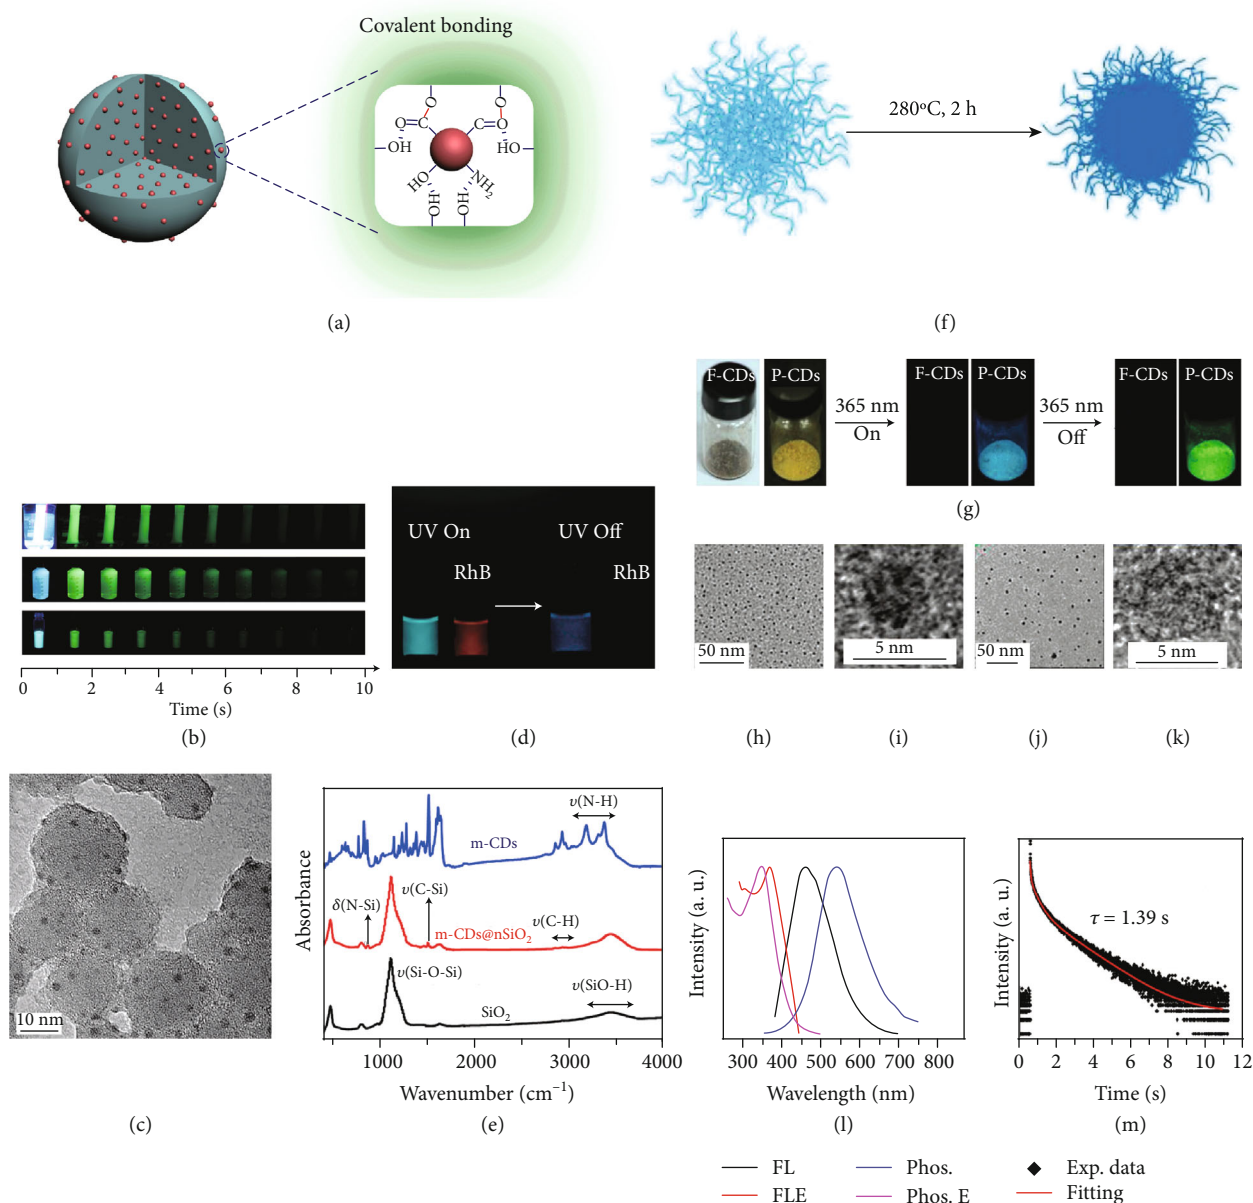 Covalent bonding
O
O
O
C
C
O
OH
HO
HO
NH2
OH
OH
(a)
280°C, 2 h
(f)
F-CDs
P-CDs
365 nm
On
F-CDs
P-CDs
365 nm
Off
F-CDs
P-CDs
(g)
0 2 4 6 8 10
Time (s)
(b)
UV On
UV Off
RhB
RhB
(d)
50 nm
5 nm
50 nm
5 nm
(h)
(i)
(j)
(k)
10 nm
(c)
Absorbance
υ(N-H)
m-CDs
δ(N-Si)
υ(C-Si)
υ(C-H)
m-CDs@nSiO2
υ(Si-O-Si)
υ(SiO-H)
SiO2
1000 2000 3000 4000
Wavenumber (cm−1)
(e)
Intensity (a. u.)
300 400 500 600 700 800
Wavelength (nm)
(l)
FL
Phos.
FLE
Phos. E
Intensity (a. u.)
τ = 1.39 s
0 2 4 6 8 10 12
Time (s)
(m)
Exp. data
Fitting